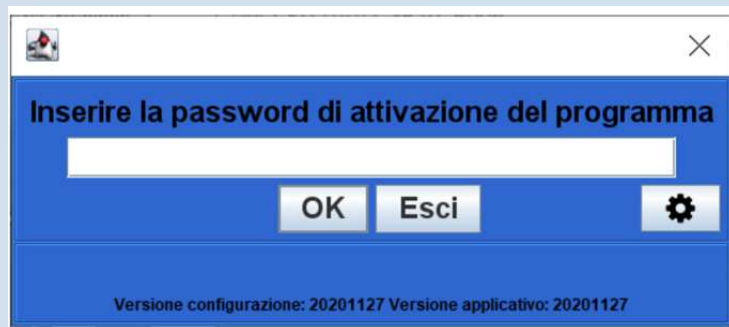 Inserire la password di attivazione del programma
OK Esci
Versione configurazione: 20201127 Versione applicativo: 20201127